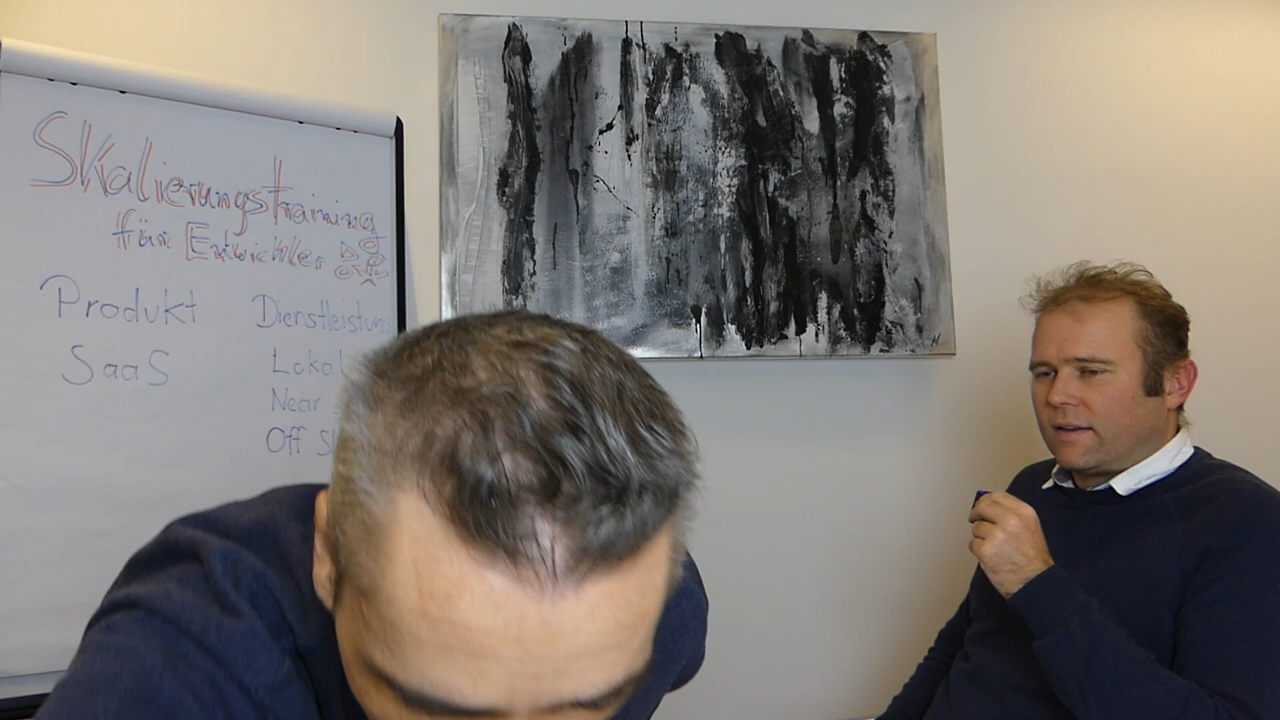 Skalierungstraining
für Entwickler
Produkt Dienstleistung
SaaS Lokal
Near
Off